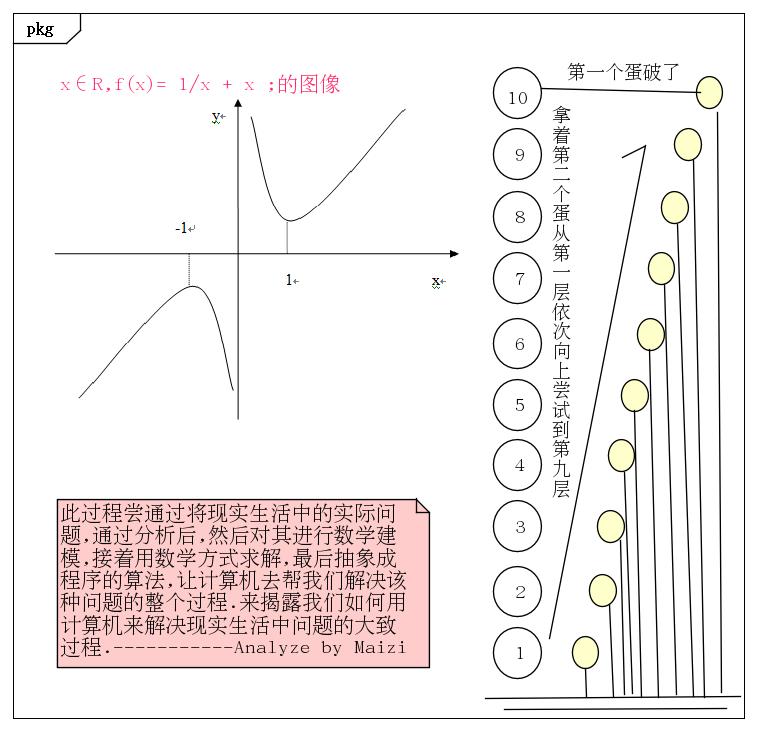 pkg
x∈R,f(x)= 1/x + x ;的图像
y
-1
1
x
此过程尝通过将现实生活中的实际问
题,通过分析后,然后对其进行数学建
模,接着用数学方式求解,最后抽象成
程序的算法,让计算机去帮我们解决该
种问题的整个过程.来揭露我们如何用
计算机来解决现实生活中问题的大致
过程.-----------Analyze by Maizi
第一个蛋破了
10
9
8
7
6
5
4
3
2
1
拿着第二个蛋从第一层依次向上尝试到第九层